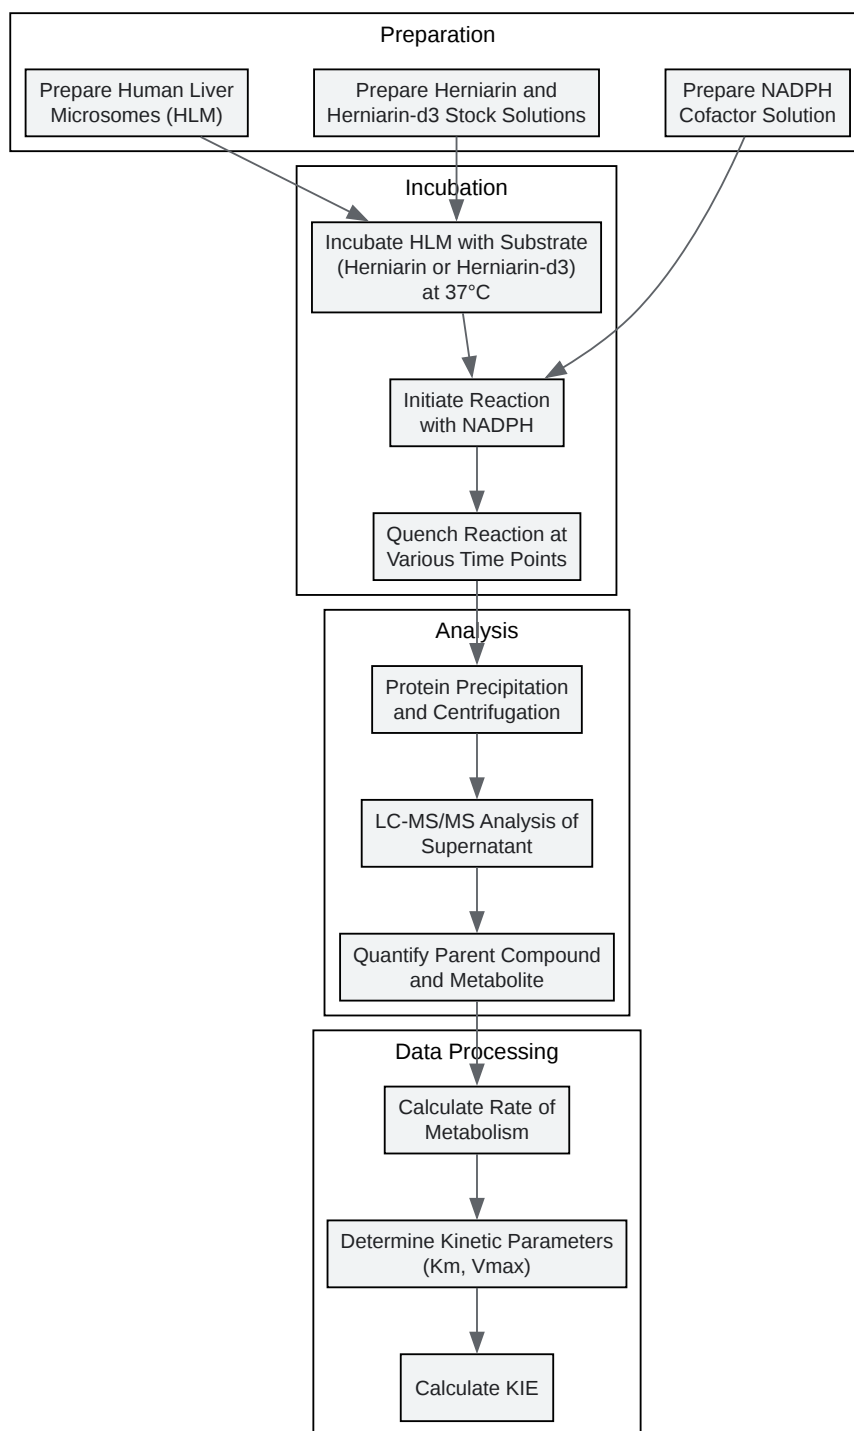 Preparation
Prepare Human Liver
Microsomes (HLM)
Prepare Herniarin and
Herniarin-d3 Stock Solutions
Prepare NADPH
Cofactor Solution
Incubation
Incubate HLM with Substrate
(Herniarin or Herniarin-d3)
at 37°C
Initiate Reaction
with NADPH
Quench Reaction at
Various Time Points
Analysis
Protein Precipitation
and Centrifugation
LC-MS/MS Analysis of
Supernatant
Quantify Parent Compound
and Metabolite
Data Processing
Calculate Rate of
Metabolism
Determine Kinetic Parameters
(Km, Vmax)
Calculate KIE